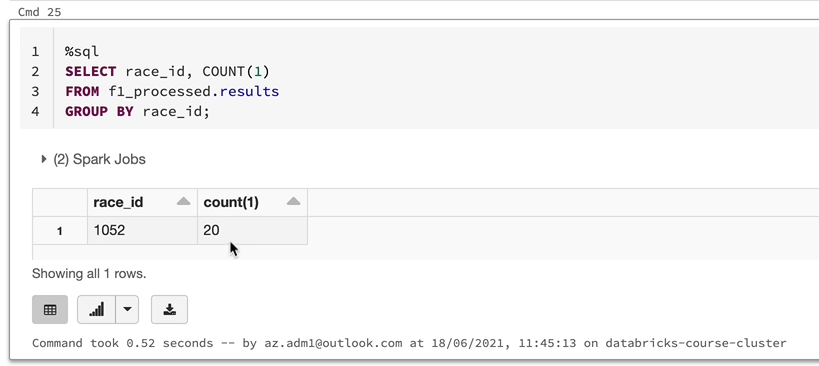 Cmd 25
1 %sql
2 SELECT race_id, COUNT(1)
3 FROM f1_processed.results
4 GROUP BY race_id;
(2) Spark Jobs
race_id count(1)
1 1052 20
Showing all 1 rows.
Command took 0.52 seconds -- by az.adm1@outlook.com at 18/06/2021, 11:45:13 on databricks-course-cluster